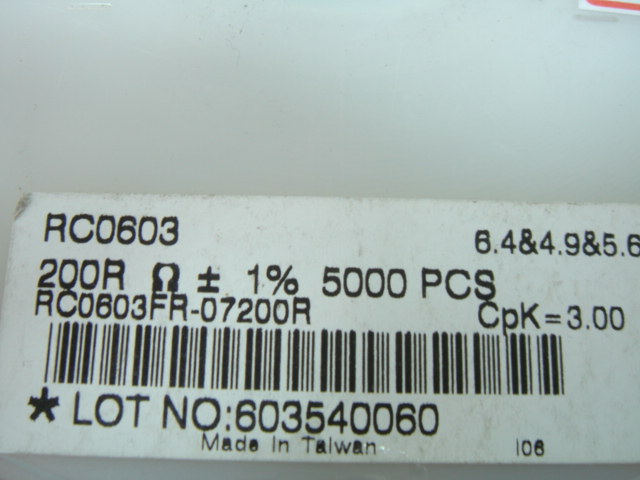 RC0603 6.4&4.9&5.6
200R Ω ± 1% 5000 PCS
RC0603FR-07200R CpK=3.00
* LOT NO:603540060
Made In Taiwan 106